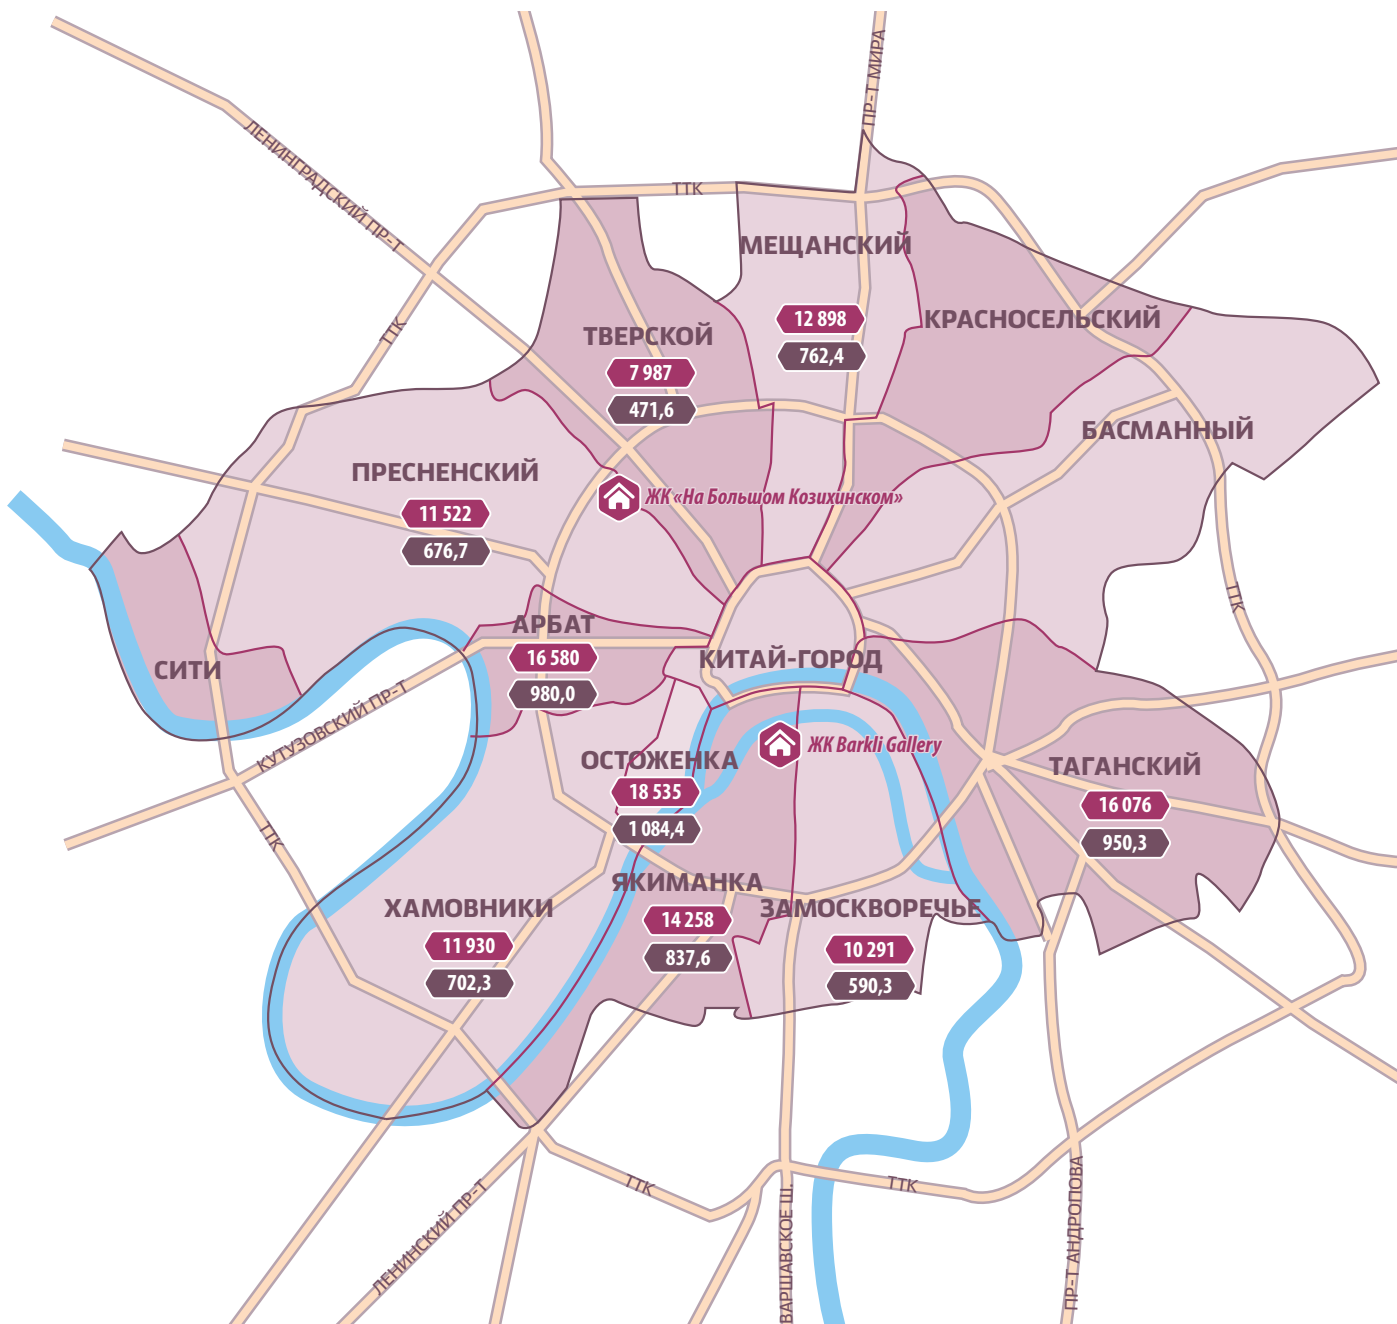 ПР-Т МИРА
ЛЕНИНГРАДСКИЙ ПР-Т
ТТК
МЕЩАНСКИЙ
12 898
762,4
КРАСНОСЕЛЬСКИЙ
ТТК
ТВЕРСКОЙ
7 987
471,6
БАСМАННЫЙ
ПРЕСНЕНСКИЙ
11 522
676,7
ЖК «На Большом Козихинском»
ТТК
АРБАТ
16 580
980,0
КИТАЙ-ГОРОД
СИТИ
КУТУЗОВСКИЙ ПР-Т
ЖК Barkli Gallery
ОСТОЖЕНКА
18 535
1 084,4
ТАГАНСКИЙ
16 076
950,3
ТТК
ЯКИМАНКА
14 258
837,6
ХАМОВНИКИ
11 930
702,3
ЗАМОСКВОРЕЧЬЕ
10 291
590,3
ТТК
ТТК
ЛЕНИНСКИЙ ПР-Т
ВАРШАВСКОЕ Ш.
ПР-Т АНДРОПОВА